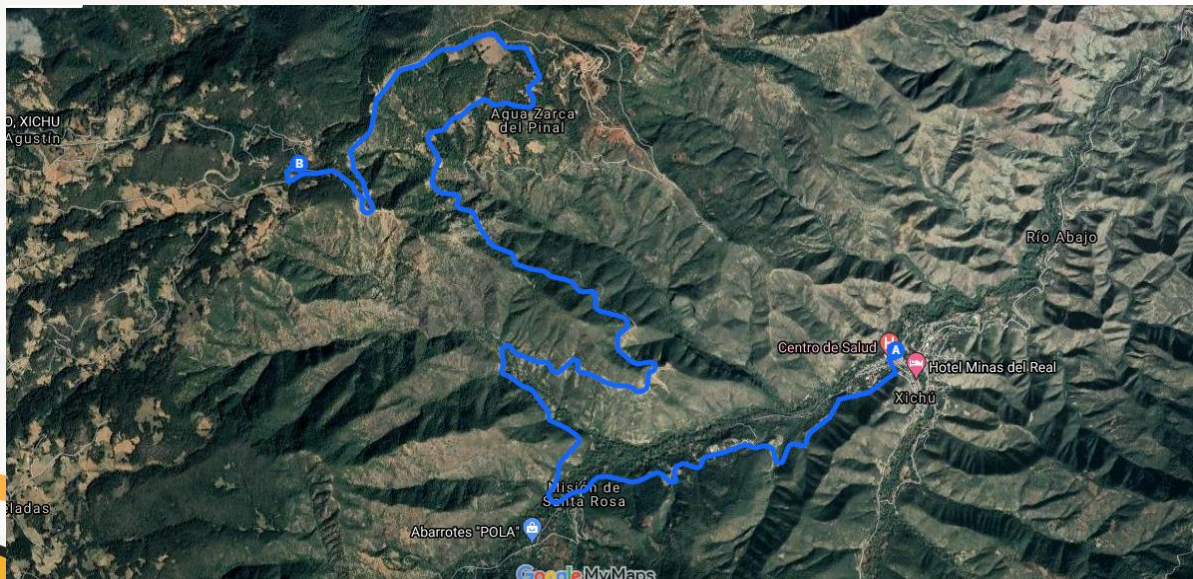 O, XICHU
Agustín
B
Agua Zarca
del Pinal
Río Abajo
Centro de Salud
H
A
Hotel Minas del Real
Xichú
Misión de
Santa Rosa
eladas
Abarrotes "POLA"
Google My Maps